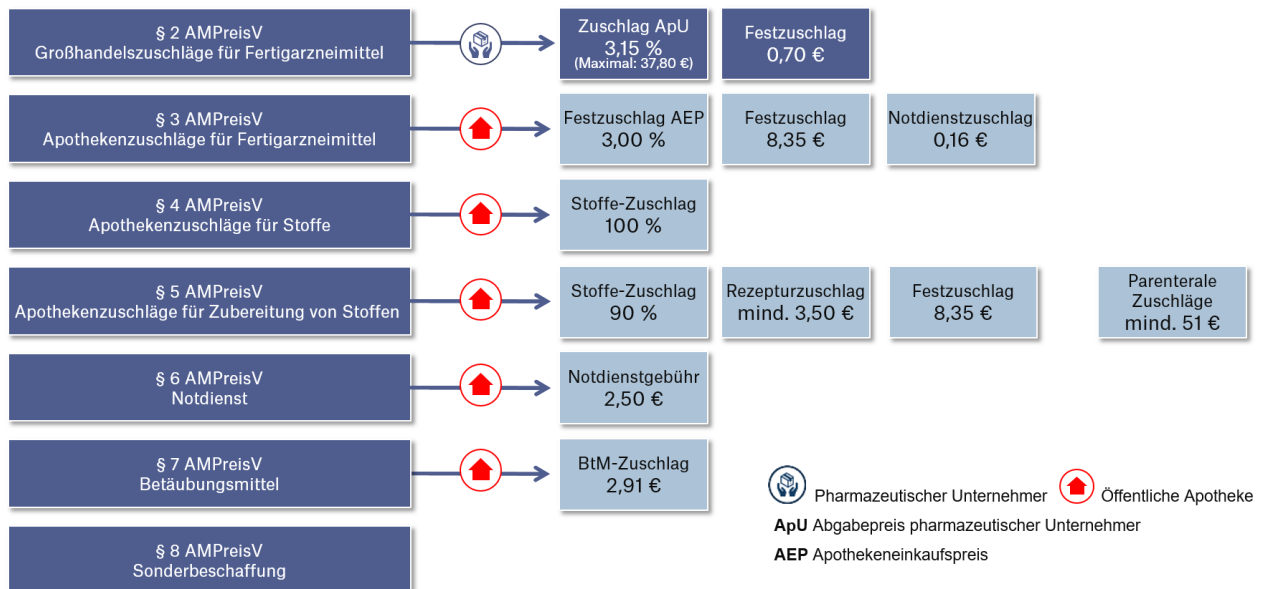 § 2 AMPreisV
Großhandelszuschläge für Fertigarzneimittel
Zuschlag ApU
3,15 %
(Maximal: 37,80 €)
Festzuschlag
0,70 €
§ 3 AMPreisV
Apothekenzuschläge für Fertigarzneimittel
Festzuschlag AEP
3,00 %
Festzuschlag
8,35 €
Notdienstzuschlag
0,16 €
§ 4 AMPreisV
Apothekenzuschläge für Stoffe
Stoffe-Zuschlag
100 %
§ 5 AMPreisV
Apothekenzuschläge für Zubereitung von Stoffen
Stoffe-Zuschlag
90 %
Rezepturzuschlag
mind. 3,50 €
Festzuschlag
8,35 €
Parenterale
Zuschläge
mind. 51 €
§ 6 AMPreisV
Notdienst
Notdienstgebühr
2,50 €
§ 7 AMPreisV
Betäubungsmittel
BtM-Zuschlag
2,91 €
§ 8 AMPreisV
Sonderbeschaffung
Pharmazeutischer Unternehmer
Öffentliche Apotheke
ApU Abgabepreis pharmazeutischer Unternehmer
AEP Apothekeneinkaufspreis